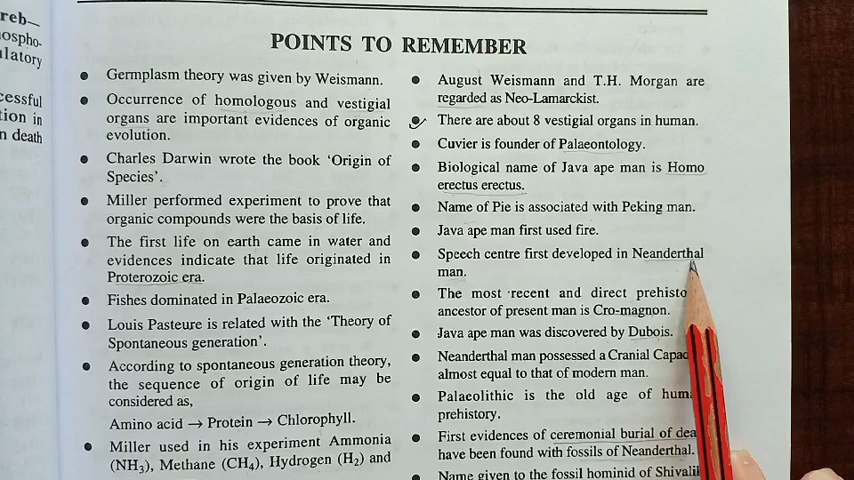 reb—
ospho-
ulatory
cessful
tion in
n death
POINTS TO REMEMBER
Germplasm theory was given by Weismann.
Occurrence of homologous and vestigial
organs are important evidences of organic
evolution.
Charles Darwin wrote the book ‘Origin of
Species’.
Miller performed experiment to prove that
organic compounds were the basis of life.
The first life on earth came in water and
evidences indicate that life originated in
Proterozoic era.
Fishes dominated in Palaeozoic era.
Louis Pasteure is related with the ‘Theory of
Spontaneous generation’.
According to spontaneous generation theory,
the sequence of origin of life may be
considered as,
Amino acid → Protein → Chlorophyll.
Miller used in his experiment Ammonia
(NH₃), Methane (CH₄), Hydrogen (H₂) and
August Weismann and T.H. Morgan are
regarded as Neo-Lamarckist.
There are about 8 vestigial organs in human.
Cuvier is founder of Palaeontology.
Biological name of Java ape man is Homo
erectus erectus.
Name of Pie is associated with Peking man.
Java ape man first used fire.
Speech centre first developed in Neanderthal
man.
The most recent and direct prehisto
ancestor of present man is Cro-magnon.
Java ape man was discovered by Dubois.
Neanderthal man possessed a Cranial Capac
almost equal to that of modern man.
Palaeolithic is the old age of huma
prehistory.
First evidences of ceremonial burial of dea
have been found with fossils of Neanderthal.
Name given to the fossil hominid of Shivalik